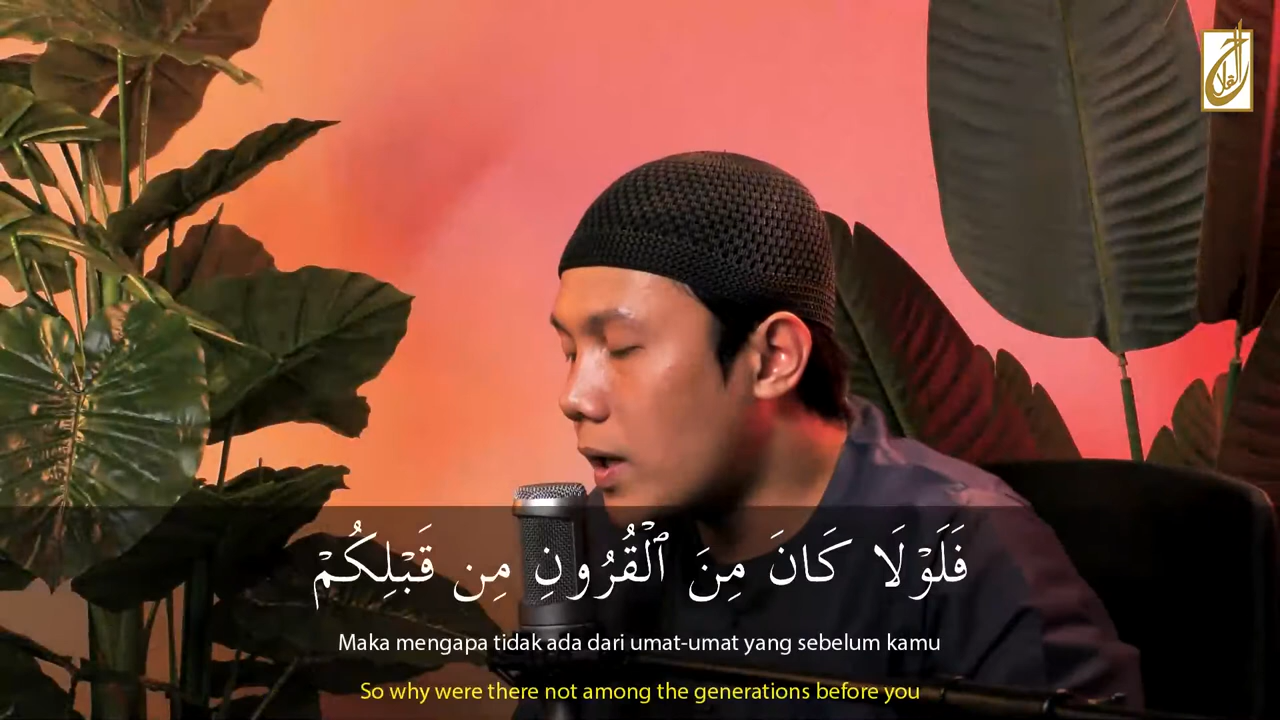 فَلَوْلَا كَانَ مِنَ ٱلْقُرُونِ مِن قَبْلِكُمْ
Maka mengapa tidak ada dari umat-umat yang sebelum kamu
So why were there not among the generations before you